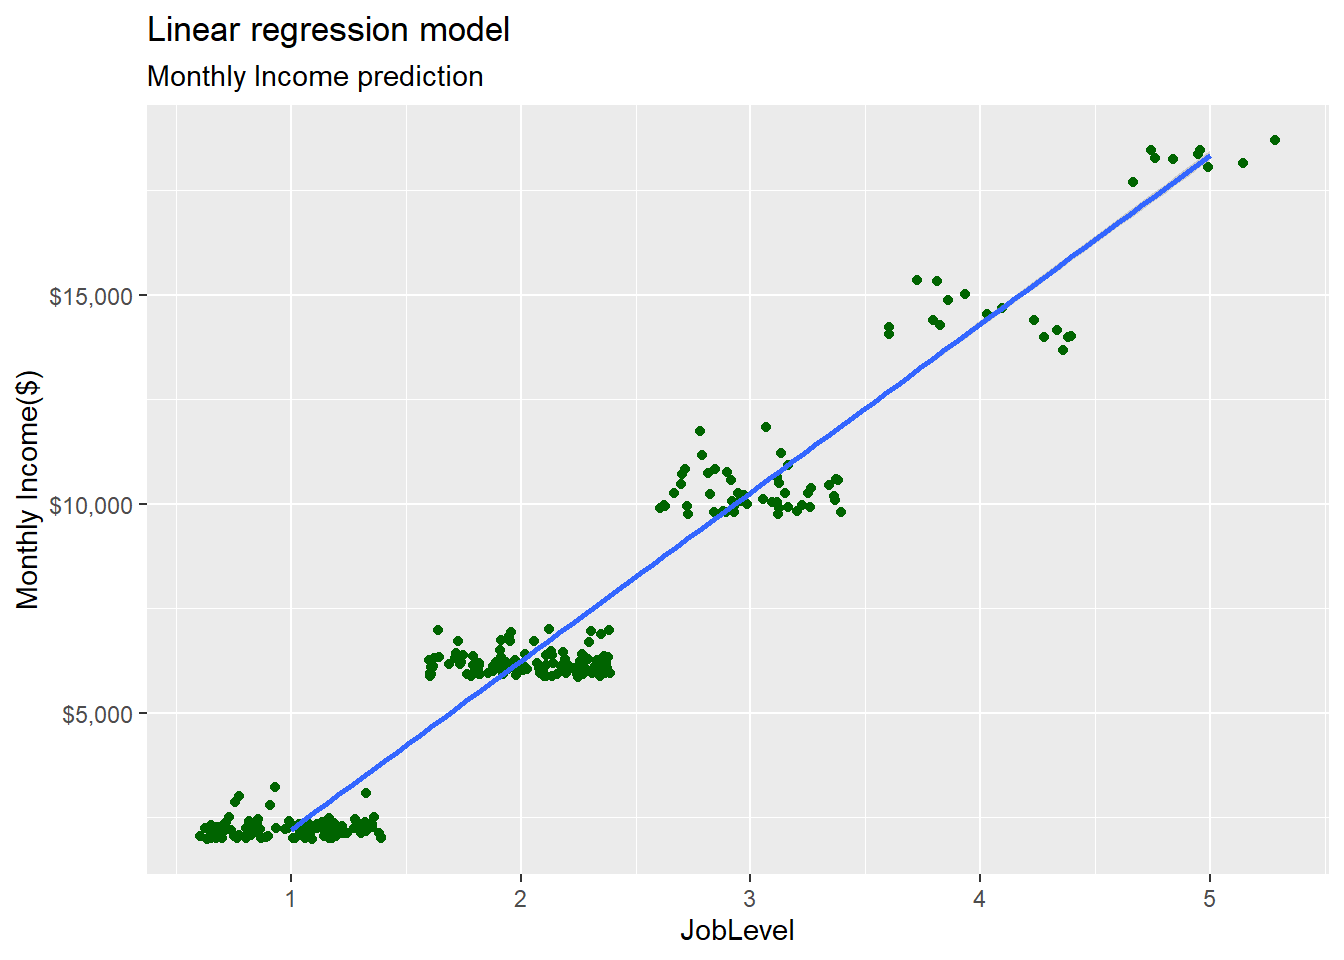 Linear regression model
Monthly Income prediction
Monthly Income($)
$15,000
$10,000
$5,000
1 2 3 4 5
JobLevel